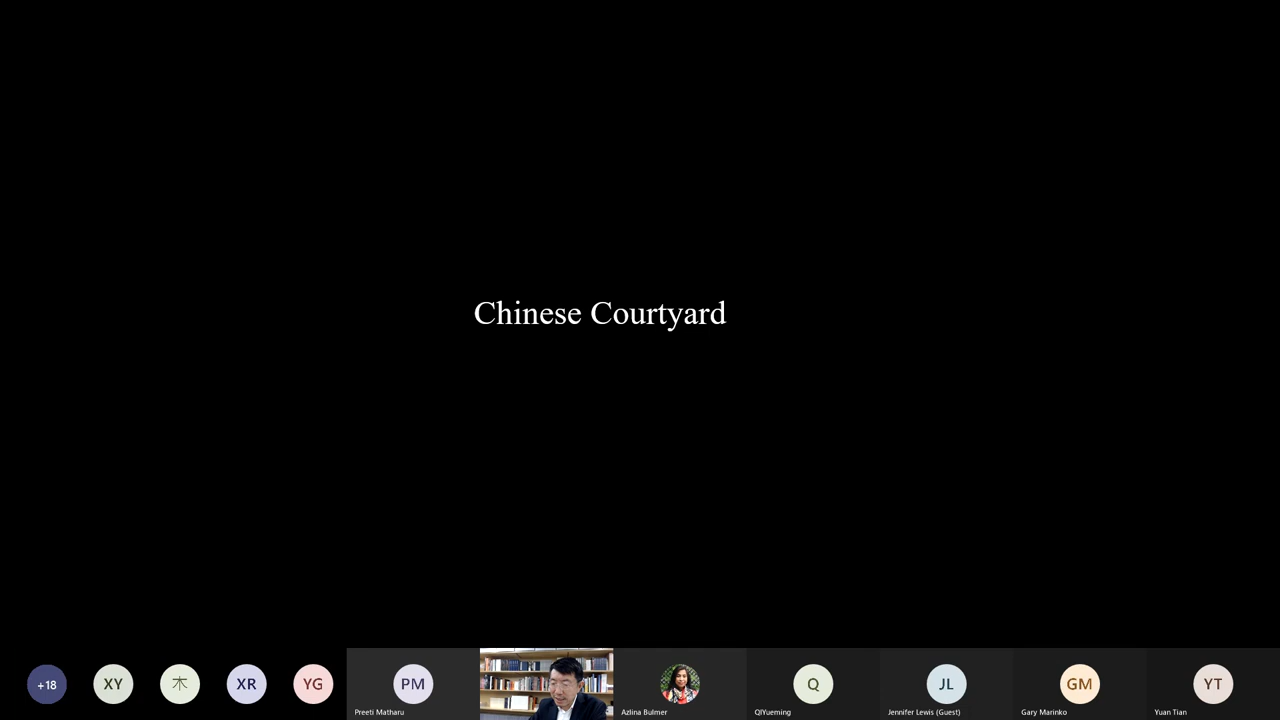 Chinese Courtyard
+18
XY
木
XR
YG
PM
Preeti Matharu
Azlina Bulmer
Q
QIYueming
JL
Jennifer Lewis (Guest)
GM
Gary Marinko
YT
Yuan Tian